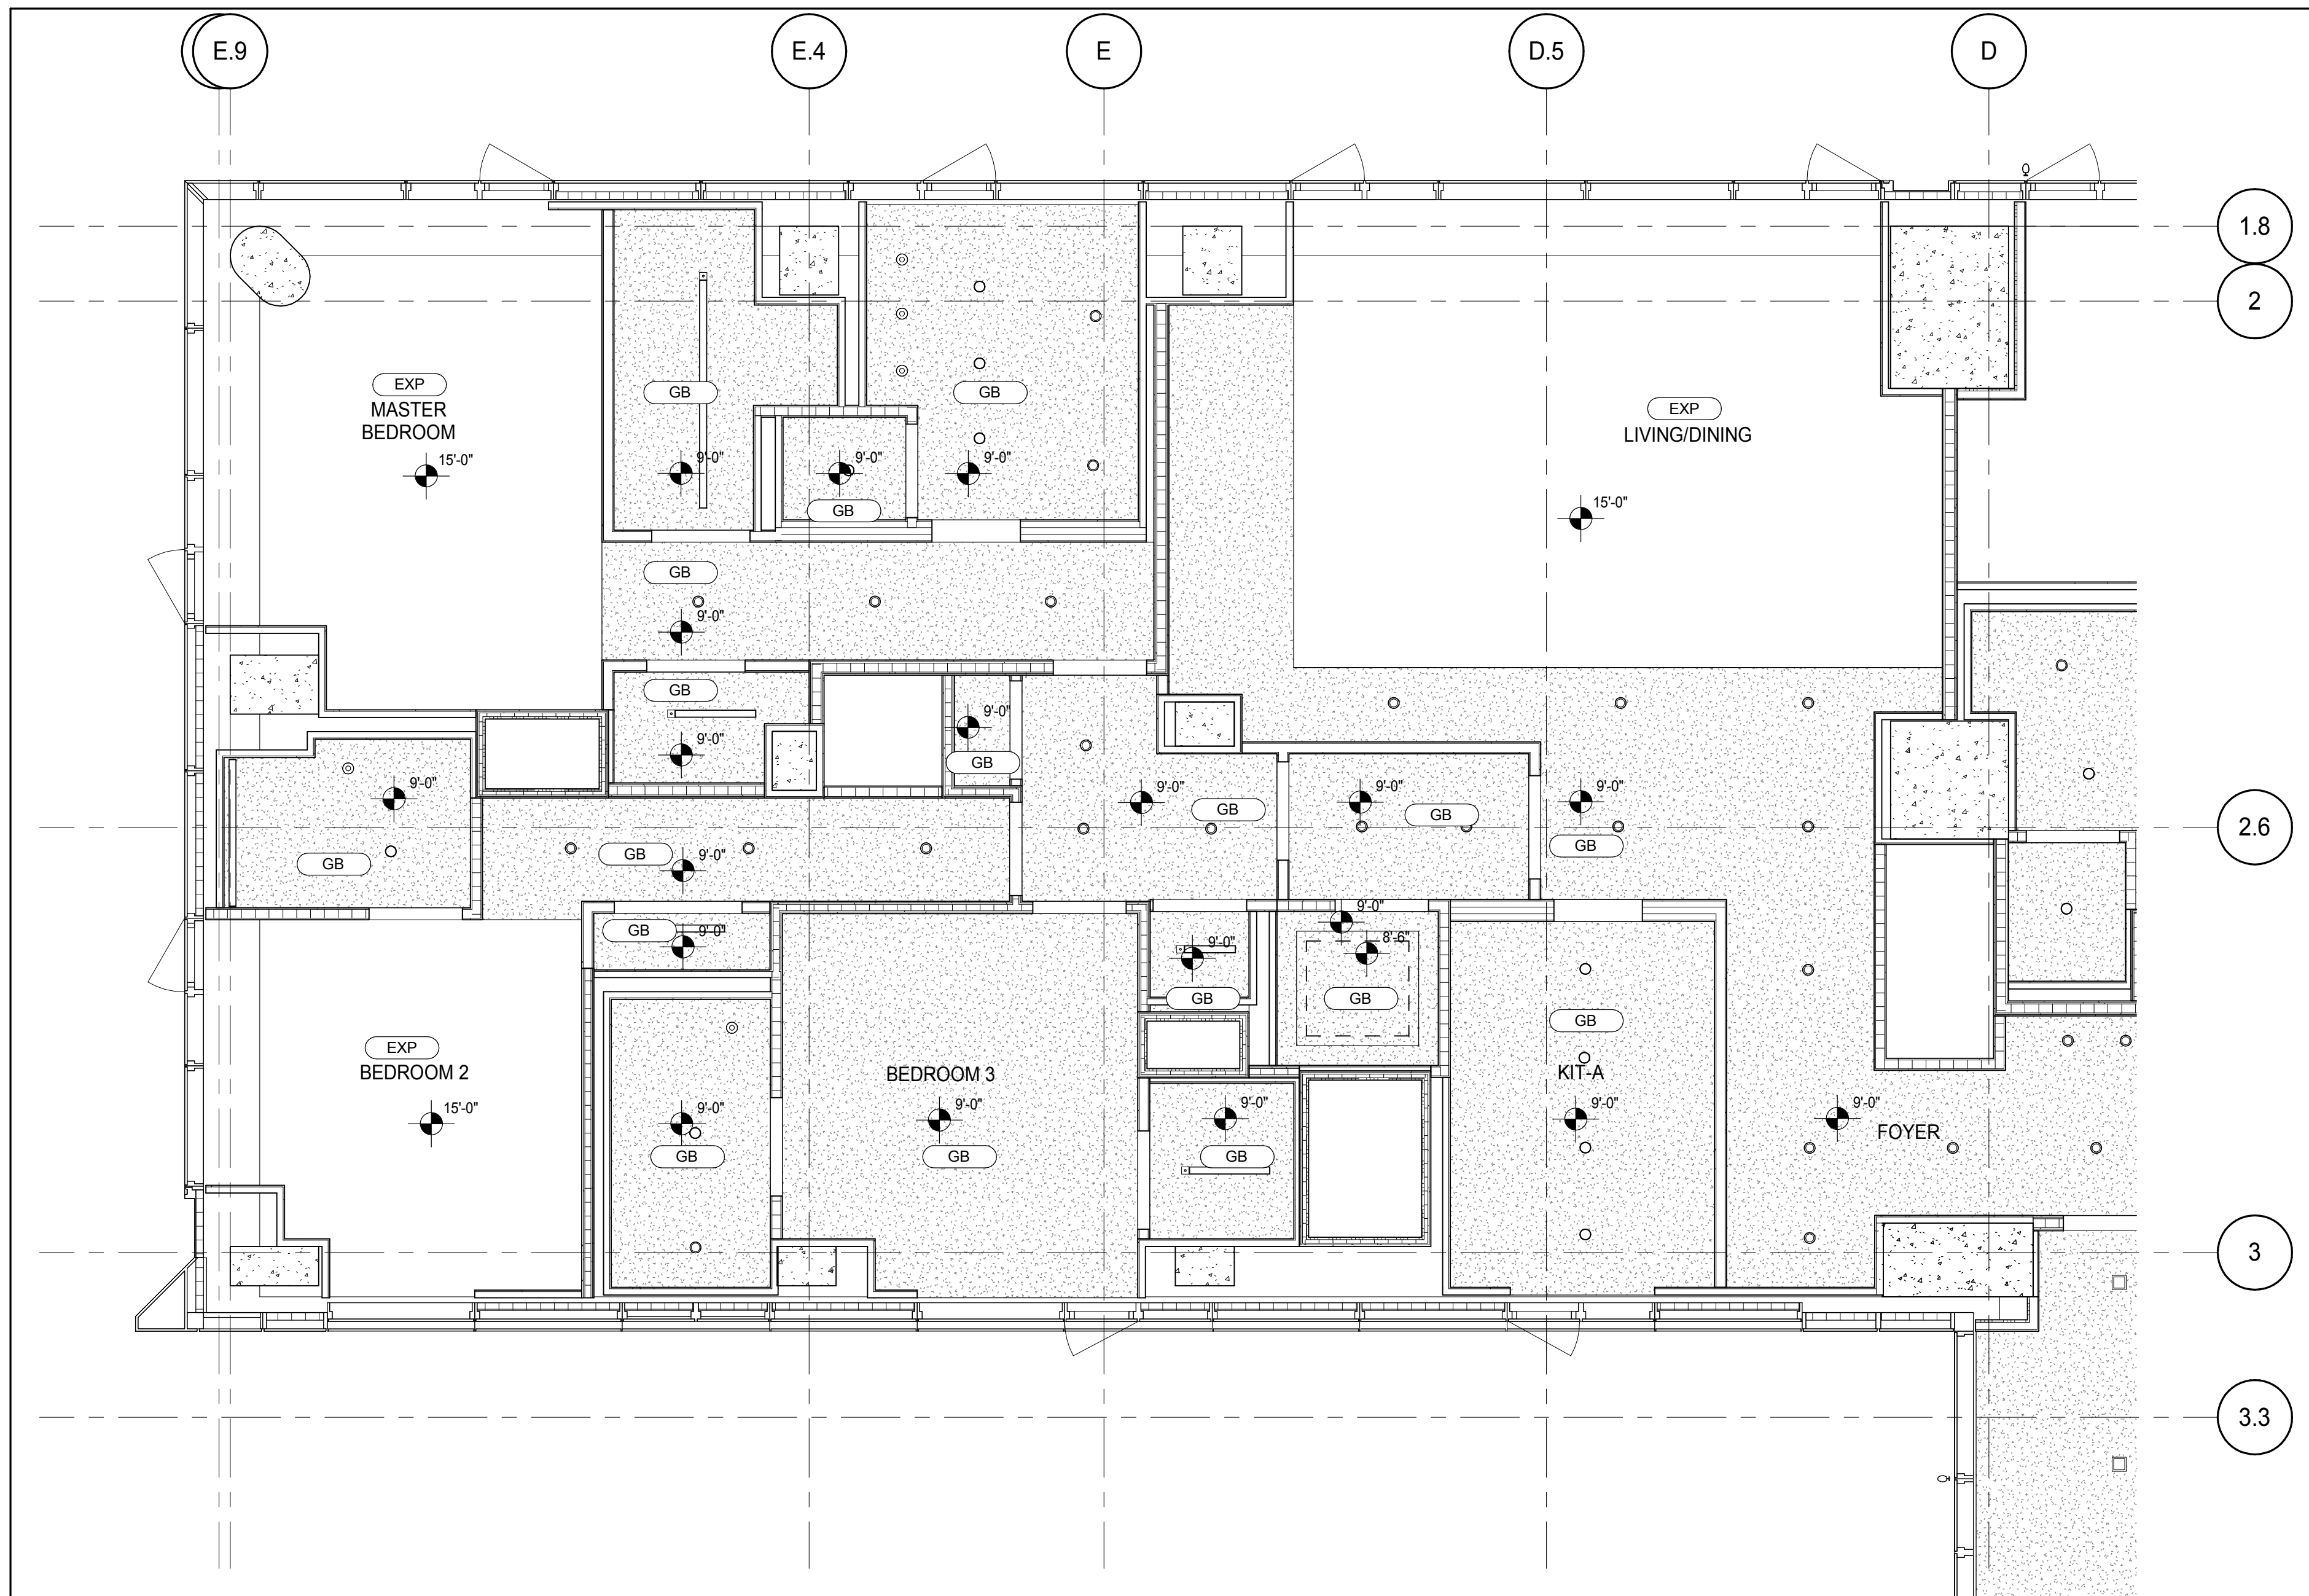 E.9
E.4
E
D.5
D
1.8
2
EXP
MASTER
BEDROOM
15'-0"
GB
9'-0"
9'-0"
GB
GB
9'-0"
EXP
LIVING/DINING
15'-0"
GB
9'-0"
GB
9'-0"
9'-0"
GB
9'-0"
GB
9'-0"
GB
9'-0"
GB
9'-0"
GB
2.6
GB
9'-0"
GB
9'-0"
9'-0"
GB
9'-0"
8'-6"
GB
GB
KIT-A
9'-0"
EXP
BEDROOM 2
15'-0"
9'-0"
GB
BEDROOM 3
9'-0"
GB
9'-0"
GB
9'-0"
FOYER
3
3.3